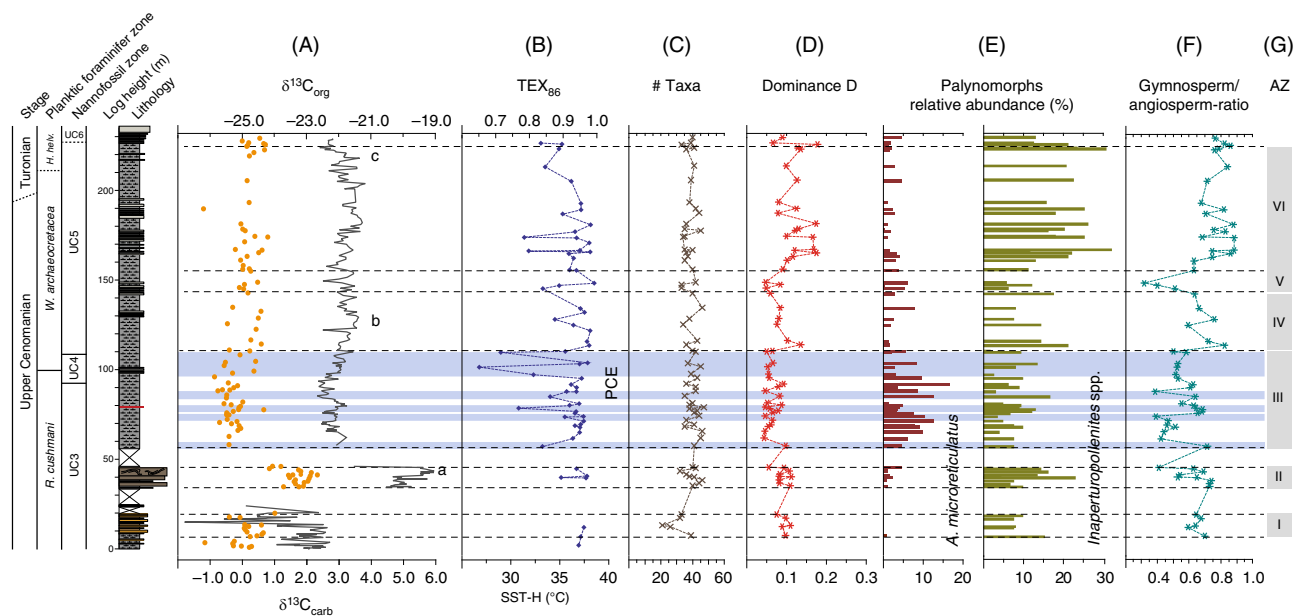 (A) (B) (C) (D) (E) (F) (G)
Stage
Planktic foraminifer zone
Nannofossil zone
Log height (m)
Lithology
δ13Corg
TEX86
# Taxa
Dominance D
Palynomorphs
relative abundance (%)
Gymnosperm/
angiosperm-ratio
AZ
−25.0 −23.0 −21.0 −19.0
0.7 0.8 0.9 1.0
Turonian
Upper Cenomanian
H. helv.
W. archaeocretacea
R. cushmani
UC6
UC5
UC4
UC3
200
150
100
50
0
c
b
a
PCE
A. microreticulatus
Inaperturopollenites spp.
VI
V
IV
III
II
I
−1.0 0.0 1.0 2.0 3.0 4.0 5.0 6.0
δ13Ccarb
30 35 40
SST-H (°C)
0 20 40 60
0 0.1 0.2 0.3
0 10 20
0 10 20 30
0.4 0.6 0.8 1.0